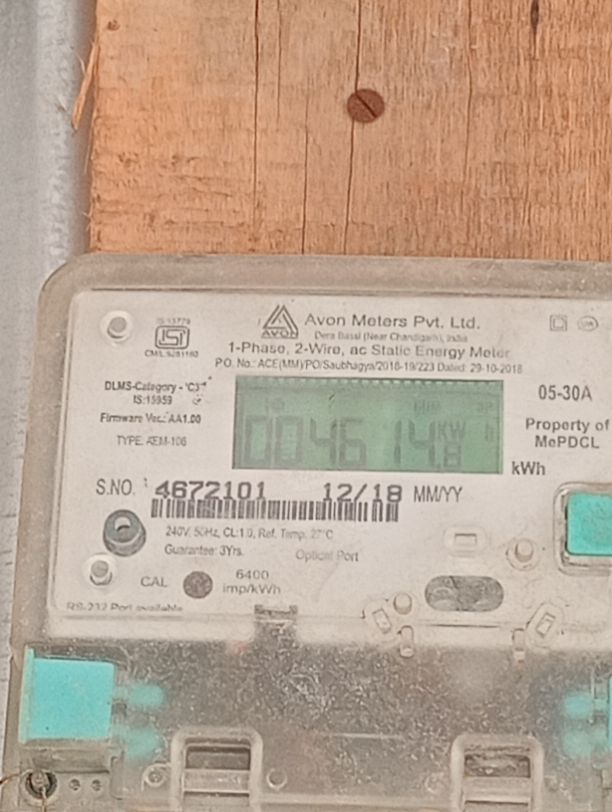 IS:13779
Avon Meters Pvt. Ltd.
AVON
Dera Bassi (Near Chandigarh), India
1-Phase, 2-Wire, ac Static Energy Meter
P.O. No.: ACE(MM)/PO/Saubhagya/2018-19/223 Dated: 29-10-2018
DLMS-Category - 'C3'
IS:15959
Firmware Ver.: AA1.00
TYPE: AEM-106
004614.8
kWh
kWh
05-30A
Property of
MePDCL
S.NO. 4672101 12/18 MM/YY
240V, 50Hz, CL:1.0, Ref. Temp. 27°C
Guarantee: 3Yrs.
Optical Port
CAL
6400
imp/kWh
RS-232 Port available